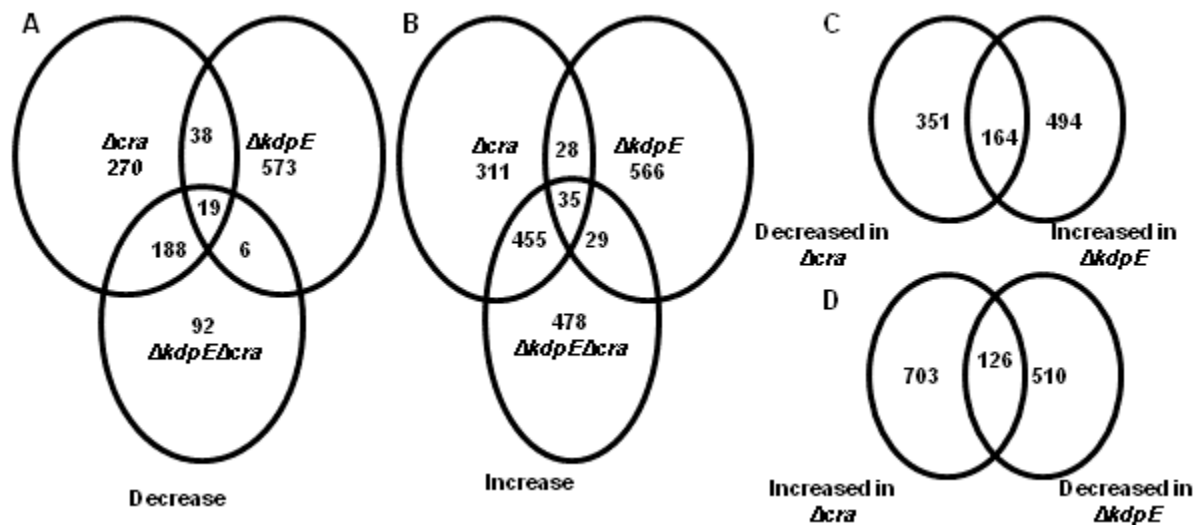 A
Δcra
270
38
ΔkdpE
573
19
188
6
92
ΔkdpEΔcra
Decrease
B
Δcra
311
28
ΔkdpE
566
35
455
29
478
ΔkdpEΔcra
Increase
C
351
164
494
Decreased in
Δcra
Increased in
ΔkdpE
D
703
126
510
Increased in
Δcra
Decreased in
ΔkdpE